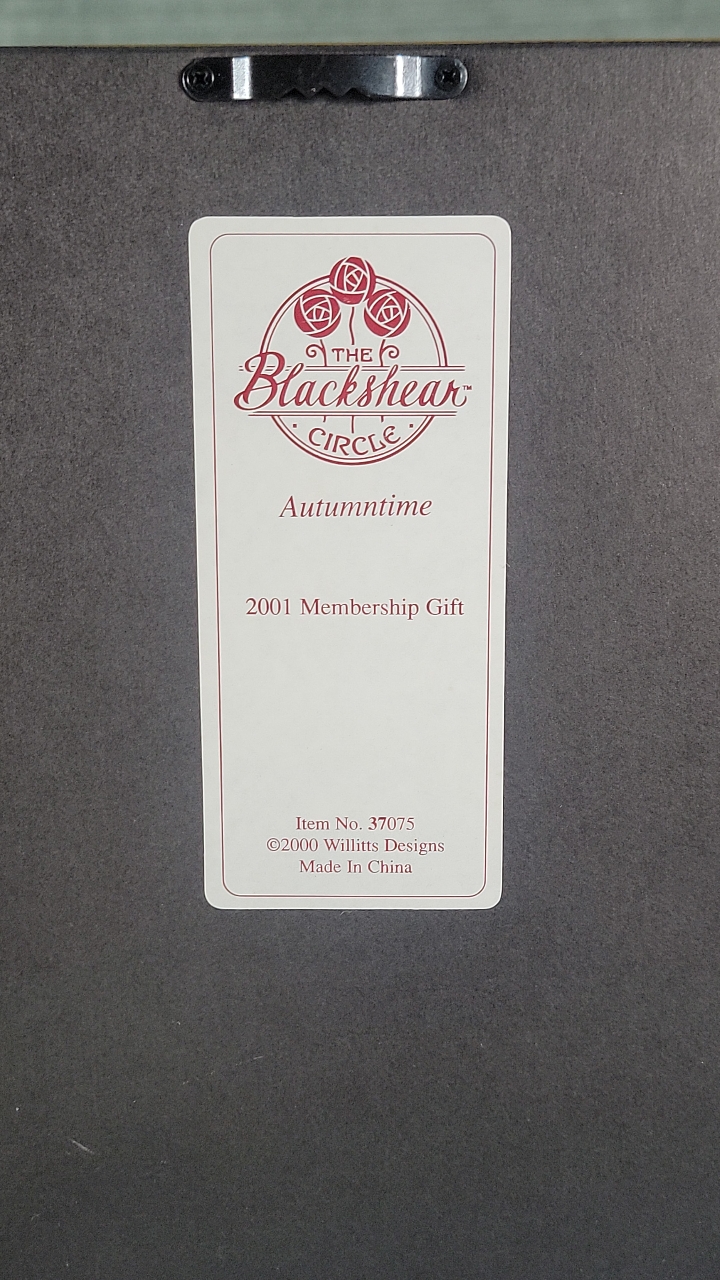 THE
Blackshear™
· CIRCLE ·
Autumntime
2001 Membership Gift
Item No. 37075
©2000 Willitts Designs
Made In China